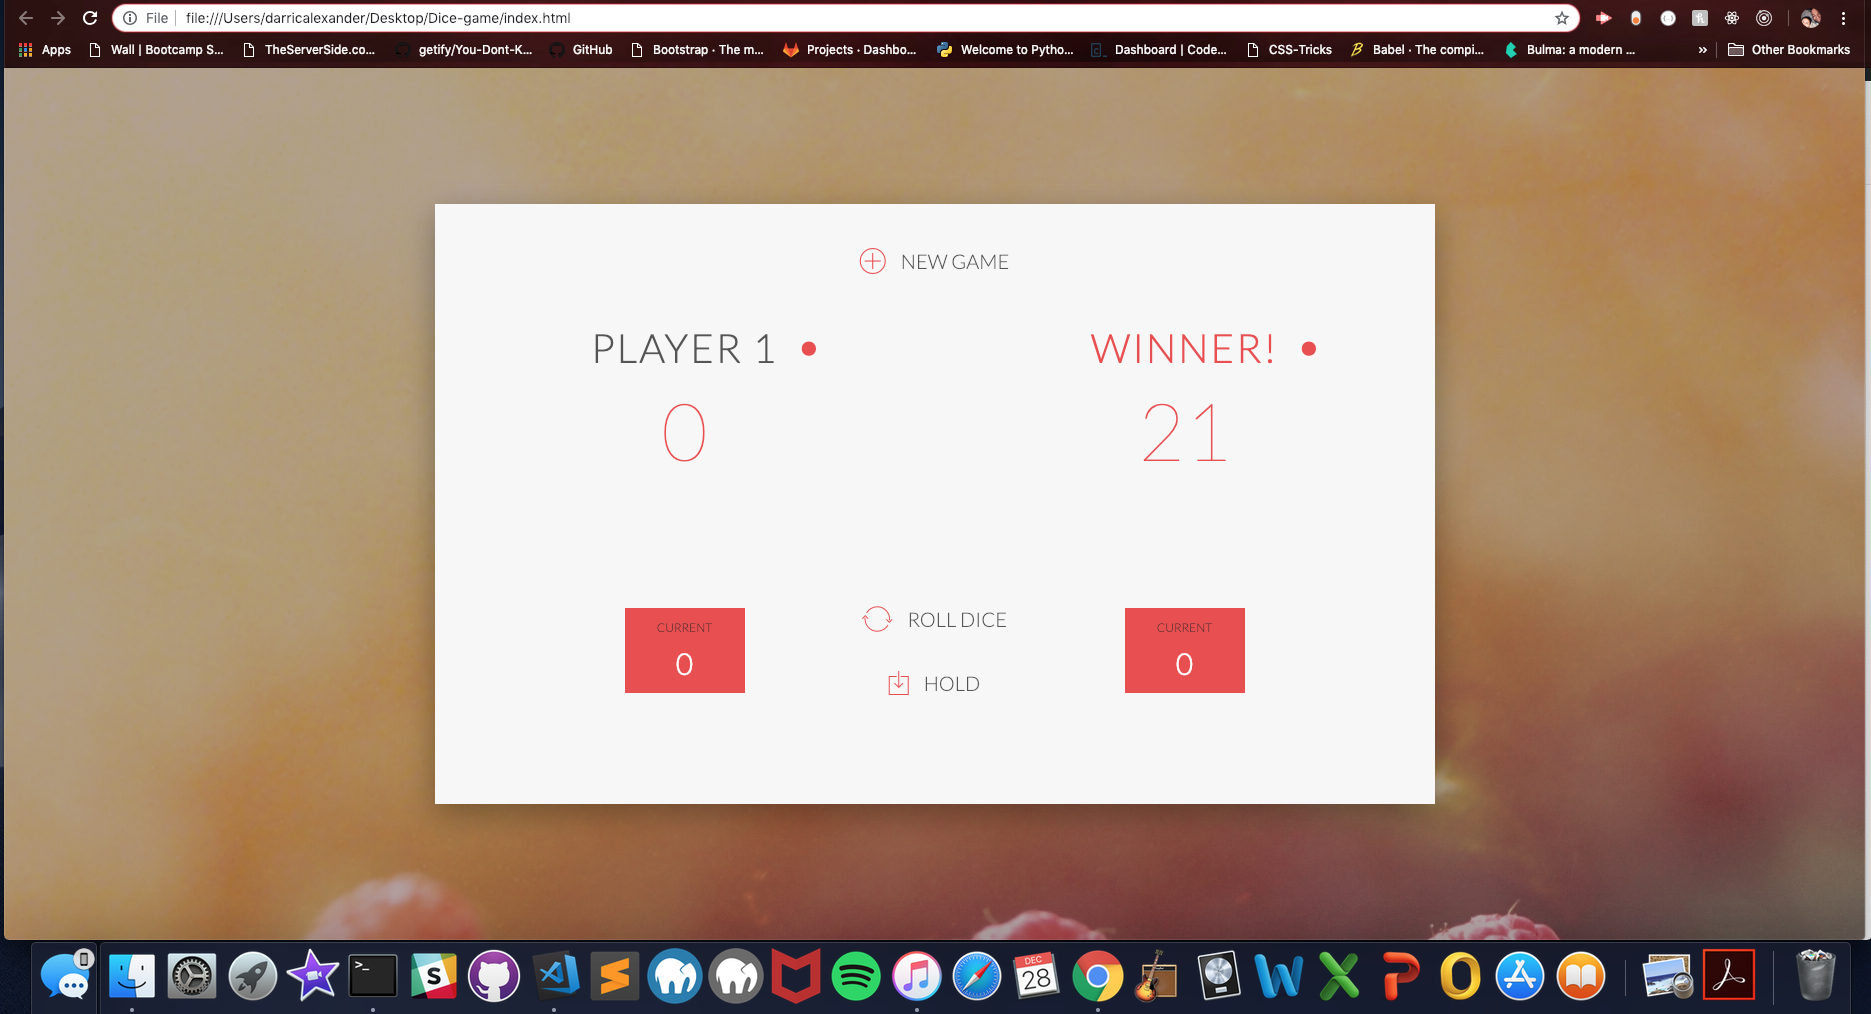 File file:///Users/darricalexander/Desktop/Dice-game/index.html
Apps Wall | Bootcamp S... TheServerSide.co... getify/You-Dont-K... GitHub Bootstrap · The m... Projects · Dashbo... Welcome to Pytho... Dashboard | Code... CSS-Tricks Babel · The compi... Bulma: a modern ... » Other Bookmarks
NEW GAME
PLAYER 1
WINNER!
0
21
CURRENT
0
ROLL DICE
HOLD
CURRENT
0
DEC
28